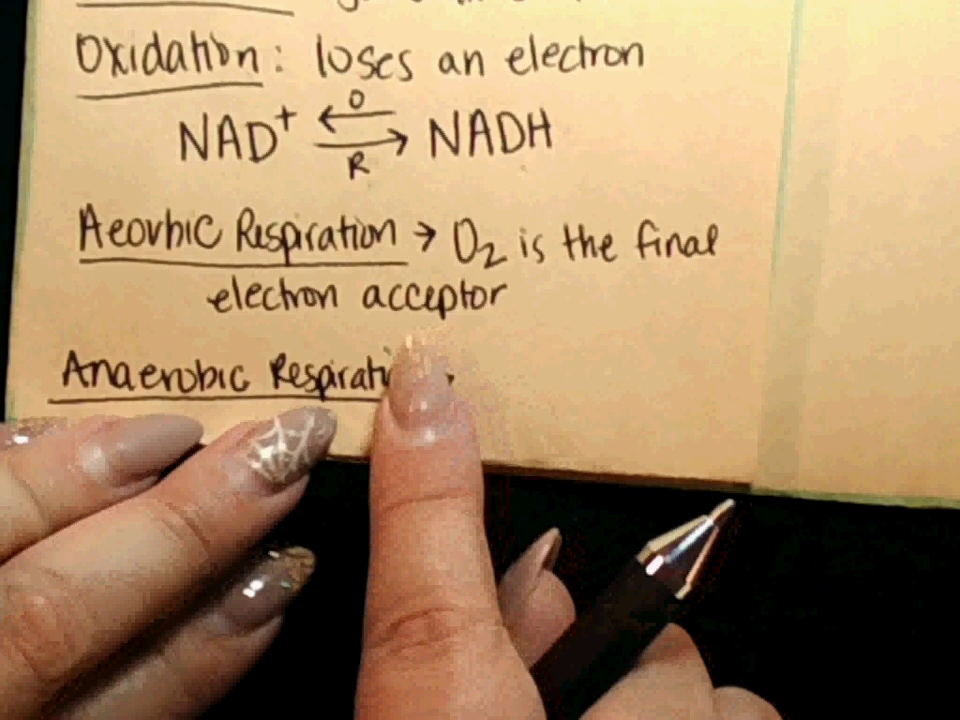 Oxidation: loses an electron
O
NAD+ ⇄ NADH
R
Aeorbic Respiration → O2 is the final
electron acceptor
Anaerobic